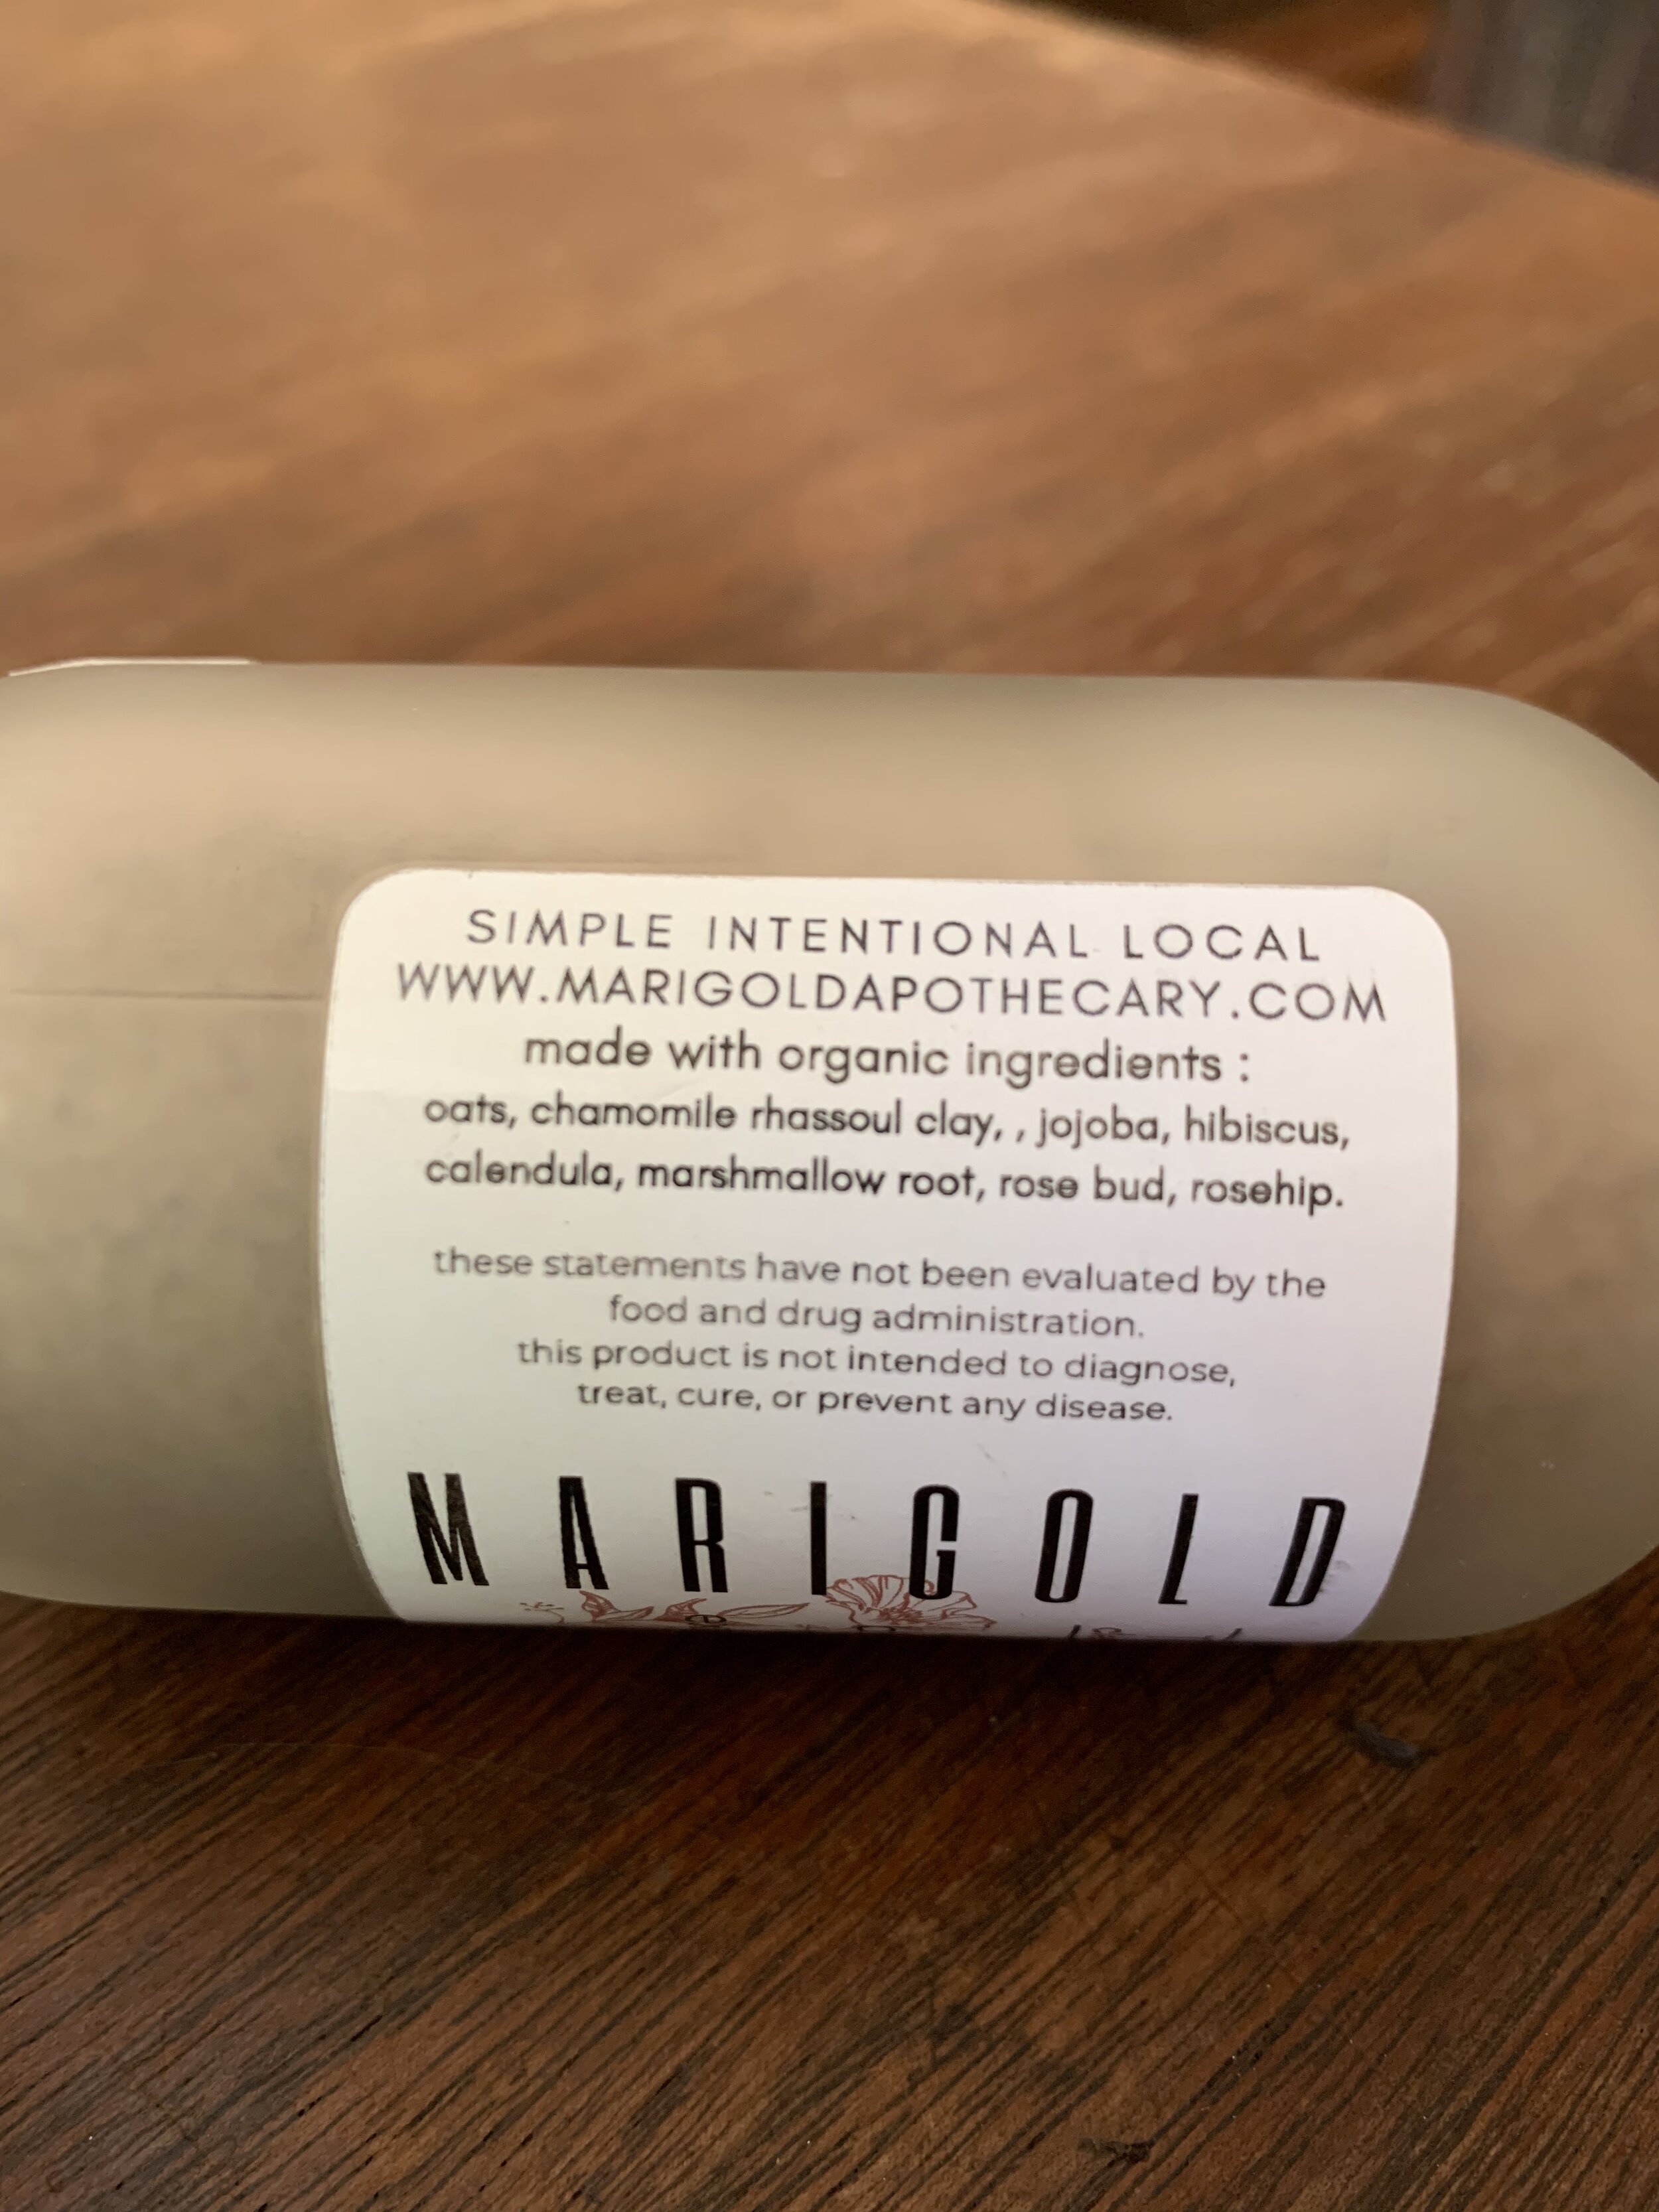 SIMPLE INTENTIONAL LOCAL
WWW.MARIGOLDAPOTHECARY.COM
made with organic ingredients :
oats, chamomile rhassoul clay, , jojoba, hibiscus,
calendula, marshmallow root, rose bud, rosehip.
these statements have not been evaluated by the
food and drug administration.
this product is not intended to diagnose,
treat, cure, or prevent any disease.
MARIGOLD